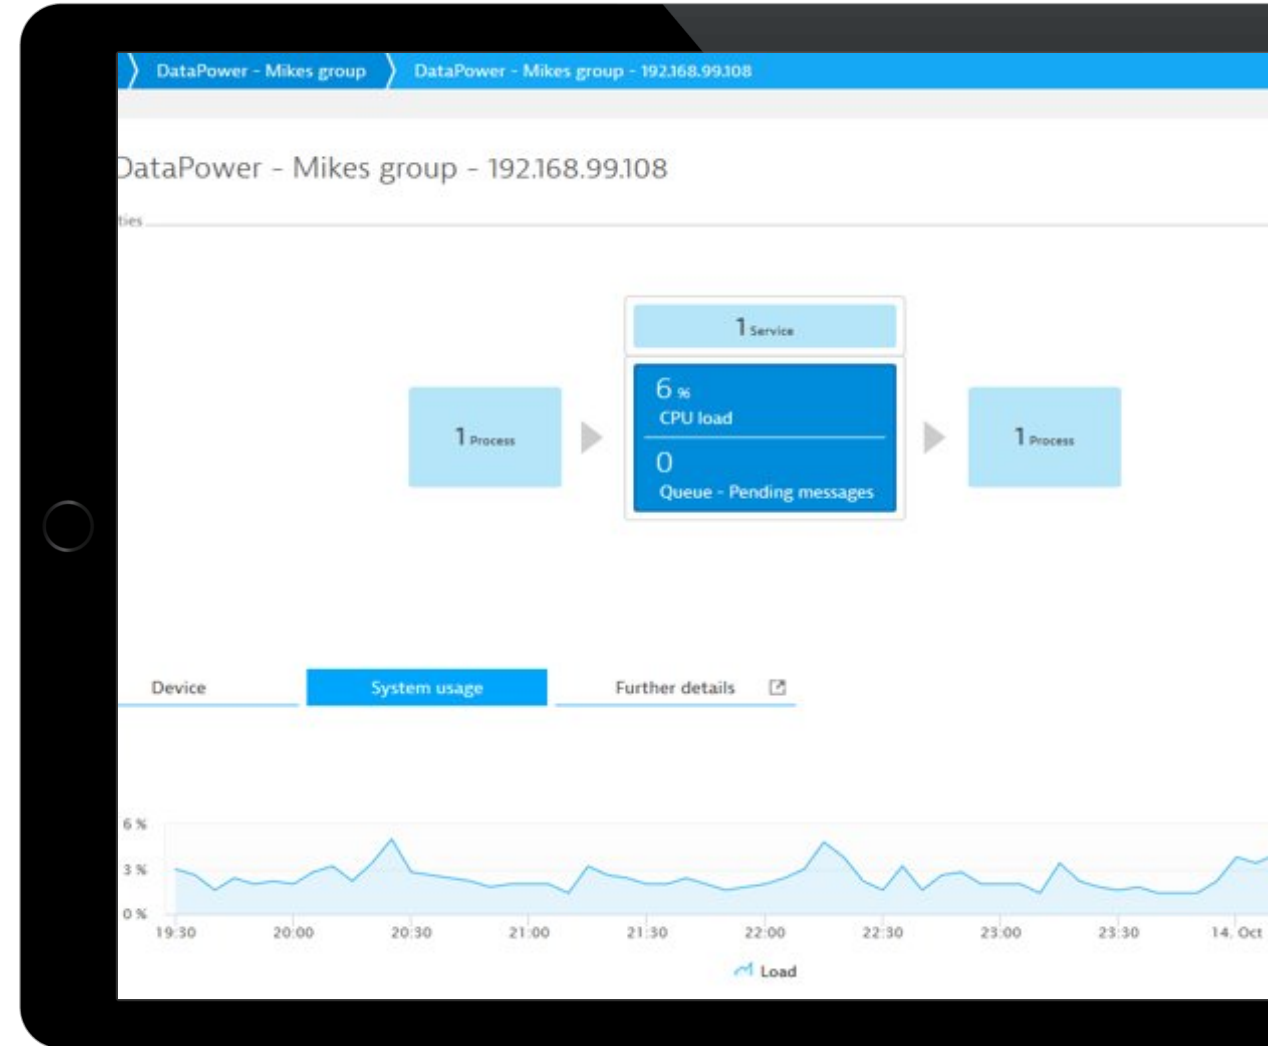 DataPower - Mikes group
DataPower - Mikes group - 192.168.99.108
DataPower - Mikes group - 192.168.99.108
ties
1 Service
6 %
CPU load
0
Queue - Pending messages
1 Process
1 Process
Device
System usage
Further details
6 %
3 %
0 %
19:30 20:00 20:30 21:00 21:30 22:00 22:30 23:00 23:30 14. Oct
Load